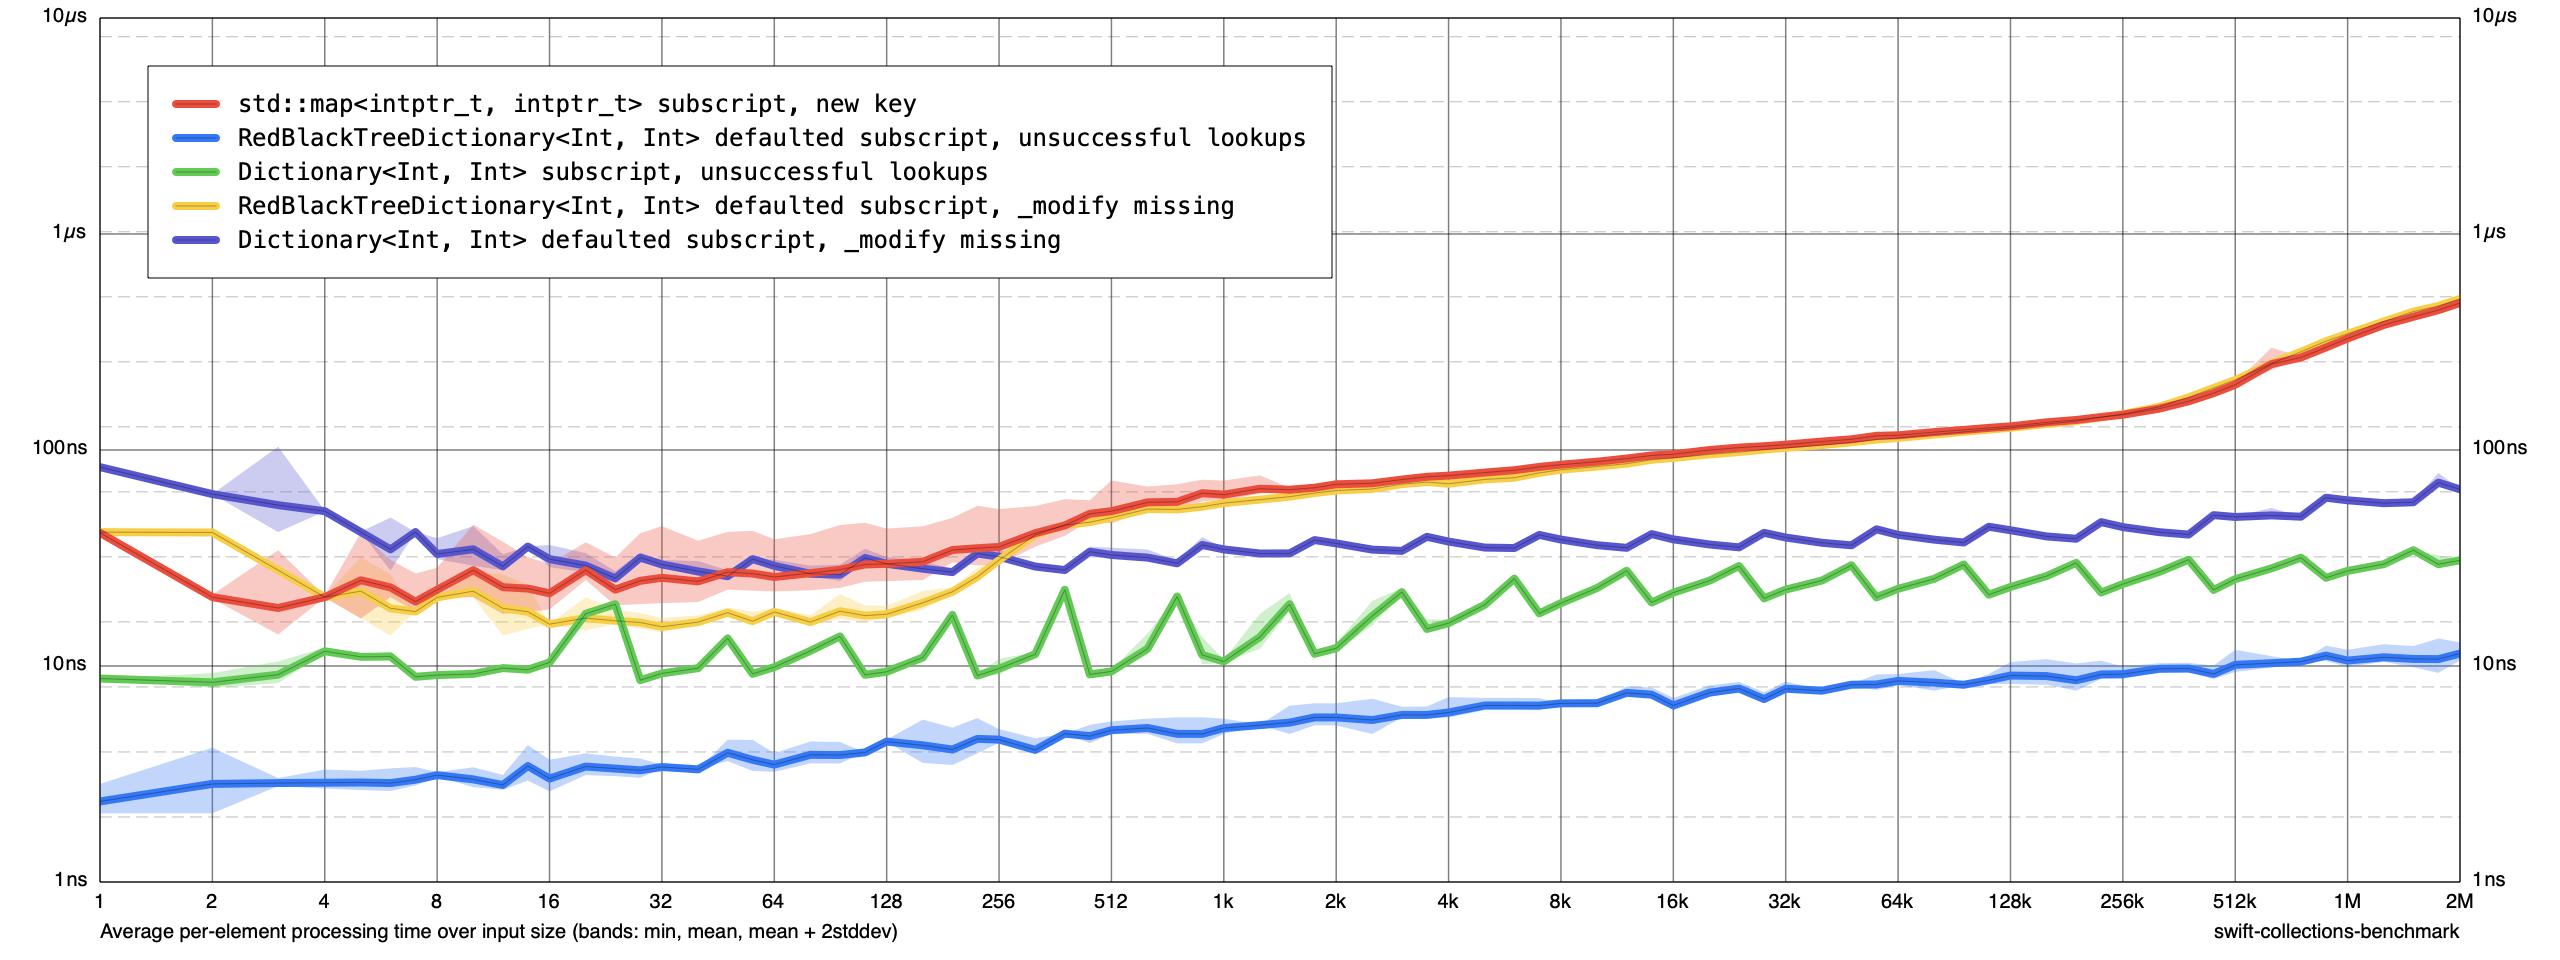 10µs 10µs
std::map<intptr_t, intptr_t> subscript, new key
RedBlackTreeDictionary<Int, Int> defaulted subscript, unsuccessful lookups
Dictionary<Int, Int> subscript, unsuccessful lookups
RedBlackTreeDictionary<Int, Int> defaulted subscript, _modify missing
1µs 1µs
Dictionary<Int, Int> defaulted subscript, _modify missing
100ns 100ns
10ns 10ns
1ns 1ns
1 2 4 8 16 32 64 128 256 512 1k 2k 4k 8k 16k 32k 64k 128k 256k 512k 1M 2M
Average per-element processing time over input size (bands: min, mean, mean + 2stddev) swift-collections-benchmark